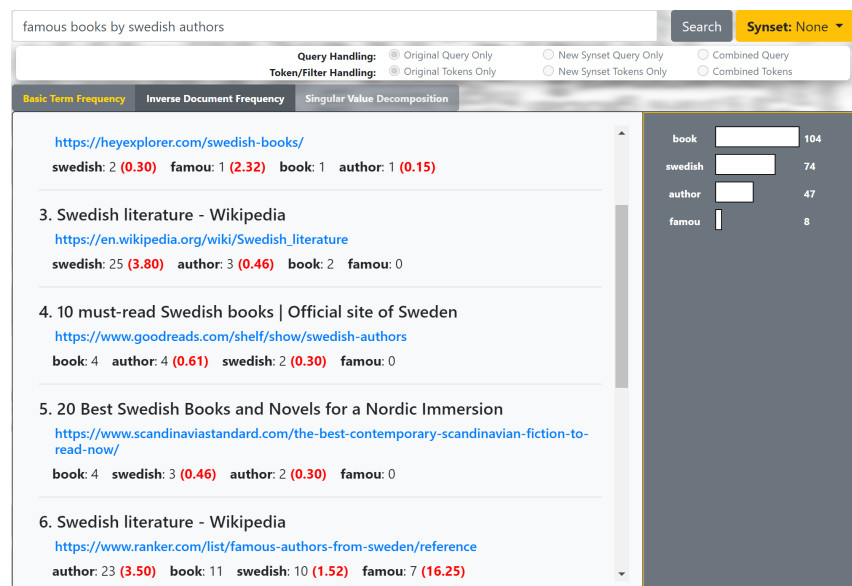 famous books by swedish authors
Search
Synset: None
Query Handling: Original Query Only New Synset Query Only Combined Query
Token/Filter Handling: Original Tokens Only New Synset Tokens Only Combined Tokens
Basic Term Frequency Inverse Document Frequency Singular Value Decomposition
https://heyexplorer.com/swedish-books/
swedish: 2 (0.30) famou: 1 (2.32) book: 1 author: 1 (0.15)
3. Swedish literature - Wikipedia
https://en.wikipedia.org/wiki/Swedish_literature
swedish: 25 (3.80) author: 3 (0.46) book: 2 famou: 0
4. 10 must-read Swedish books | Official site of Sweden
https://www.goodreads.com/shelf/show/swedish-authors
book: 4 author: 4 (0.61) swedish: 2 (0.30) famou: 0
5. 20 Best Swedish Books and Novels for a Nordic Immersion
https://www.scandinaviastandard.com/the-best-contemporary-scandinavian-fiction-to-
read-now/
book: 4 swedish: 3 (0.46) author: 2 (0.30) famou: 0
6. Swedish literature - Wikipedia
https://www.ranker.com/list/famous-authors-from-sweden/reference
author: 23 (3.50) book: 11 swedish: 10 (1.52) famou: 7 (16.25)
book 104
swedish 74
author 47
famou 8